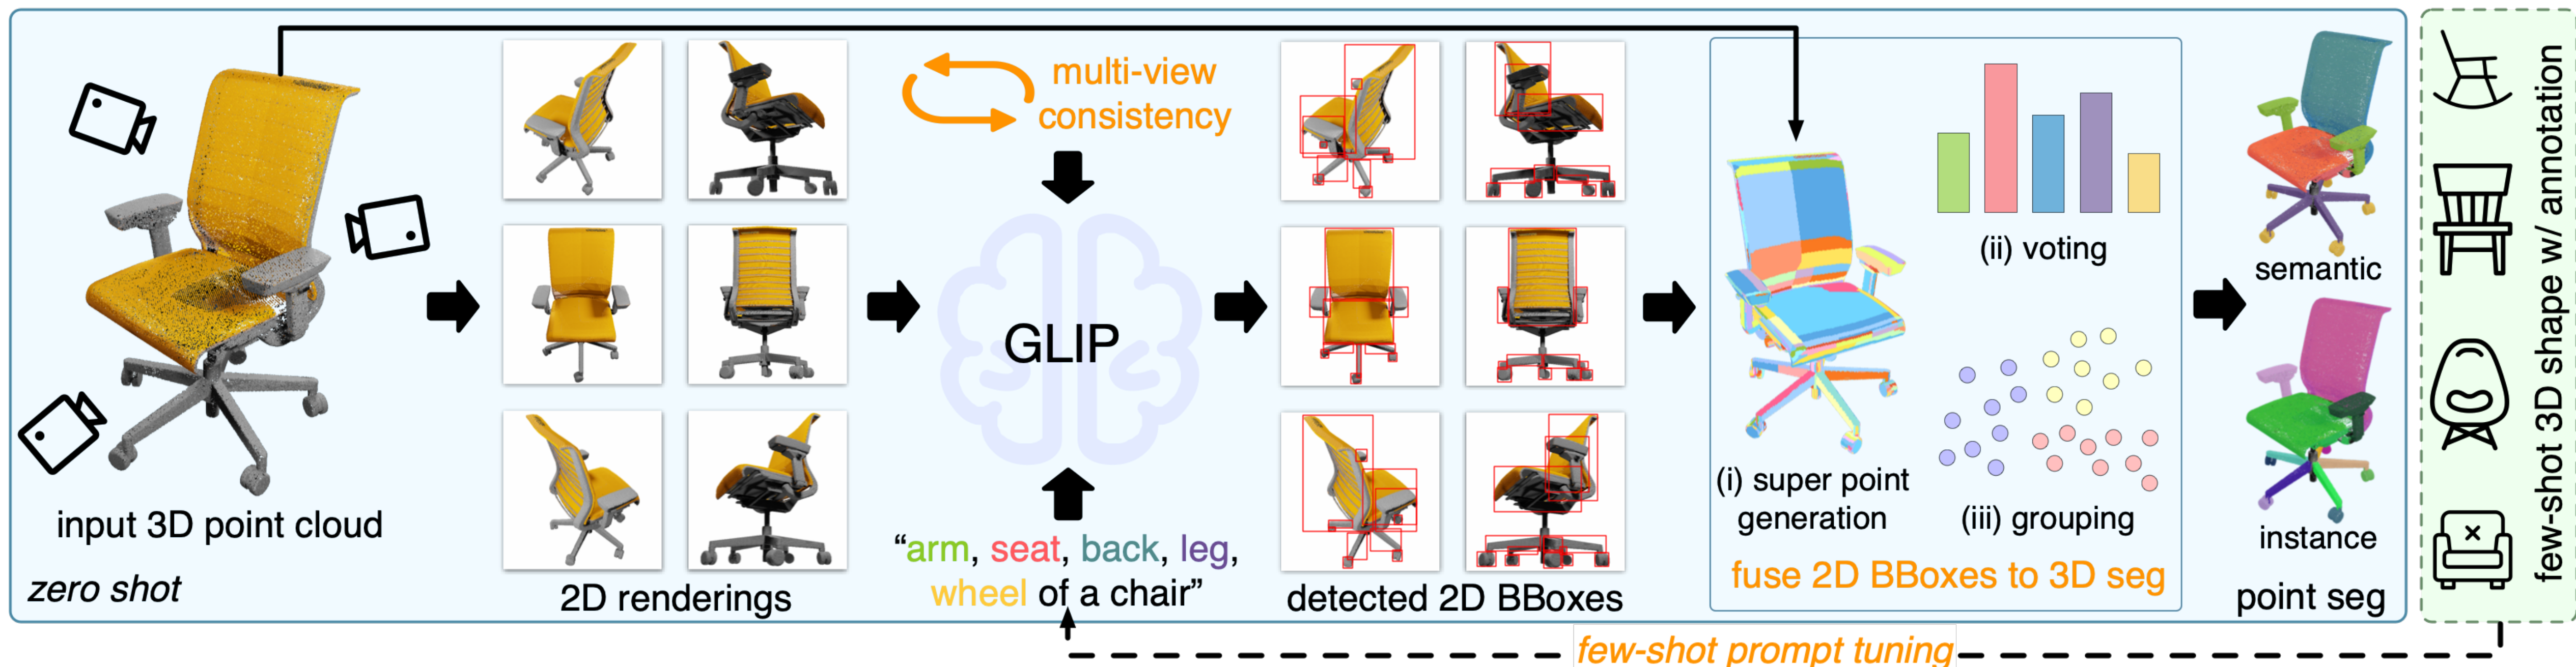 input 3D point cloud
zero shot
2D renderings
multi-view
consistency
GLIP
“arm, seat, back, leg,
wheel of a chair”
detected 2D BBoxes
(i) super point
generation
(ii) voting
(iii) grouping
fuse 2D BBoxes to 3D seg
semantic
instance
point seg
few-shot 3D shape w/ annotation
few-shot prompt tuning